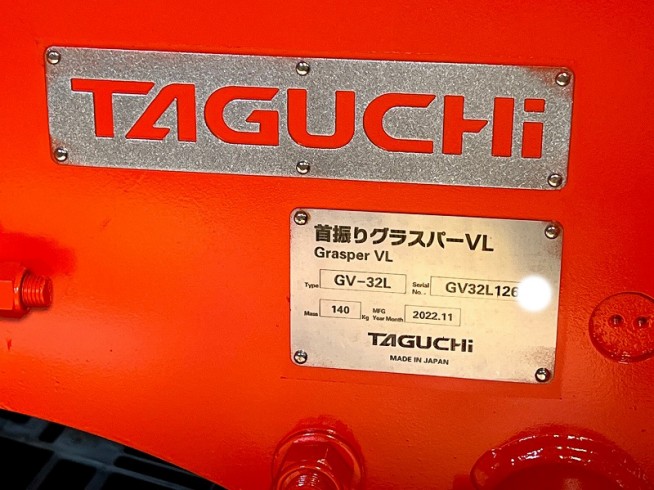 TAGUCHi
首振りグラスパーVL
Grasper VL
Type GV-32L Serial No. GV32L126
Mass 140 Kg MFG Year Month 2022.11
TAGUCHi
MADE IN JAPAN